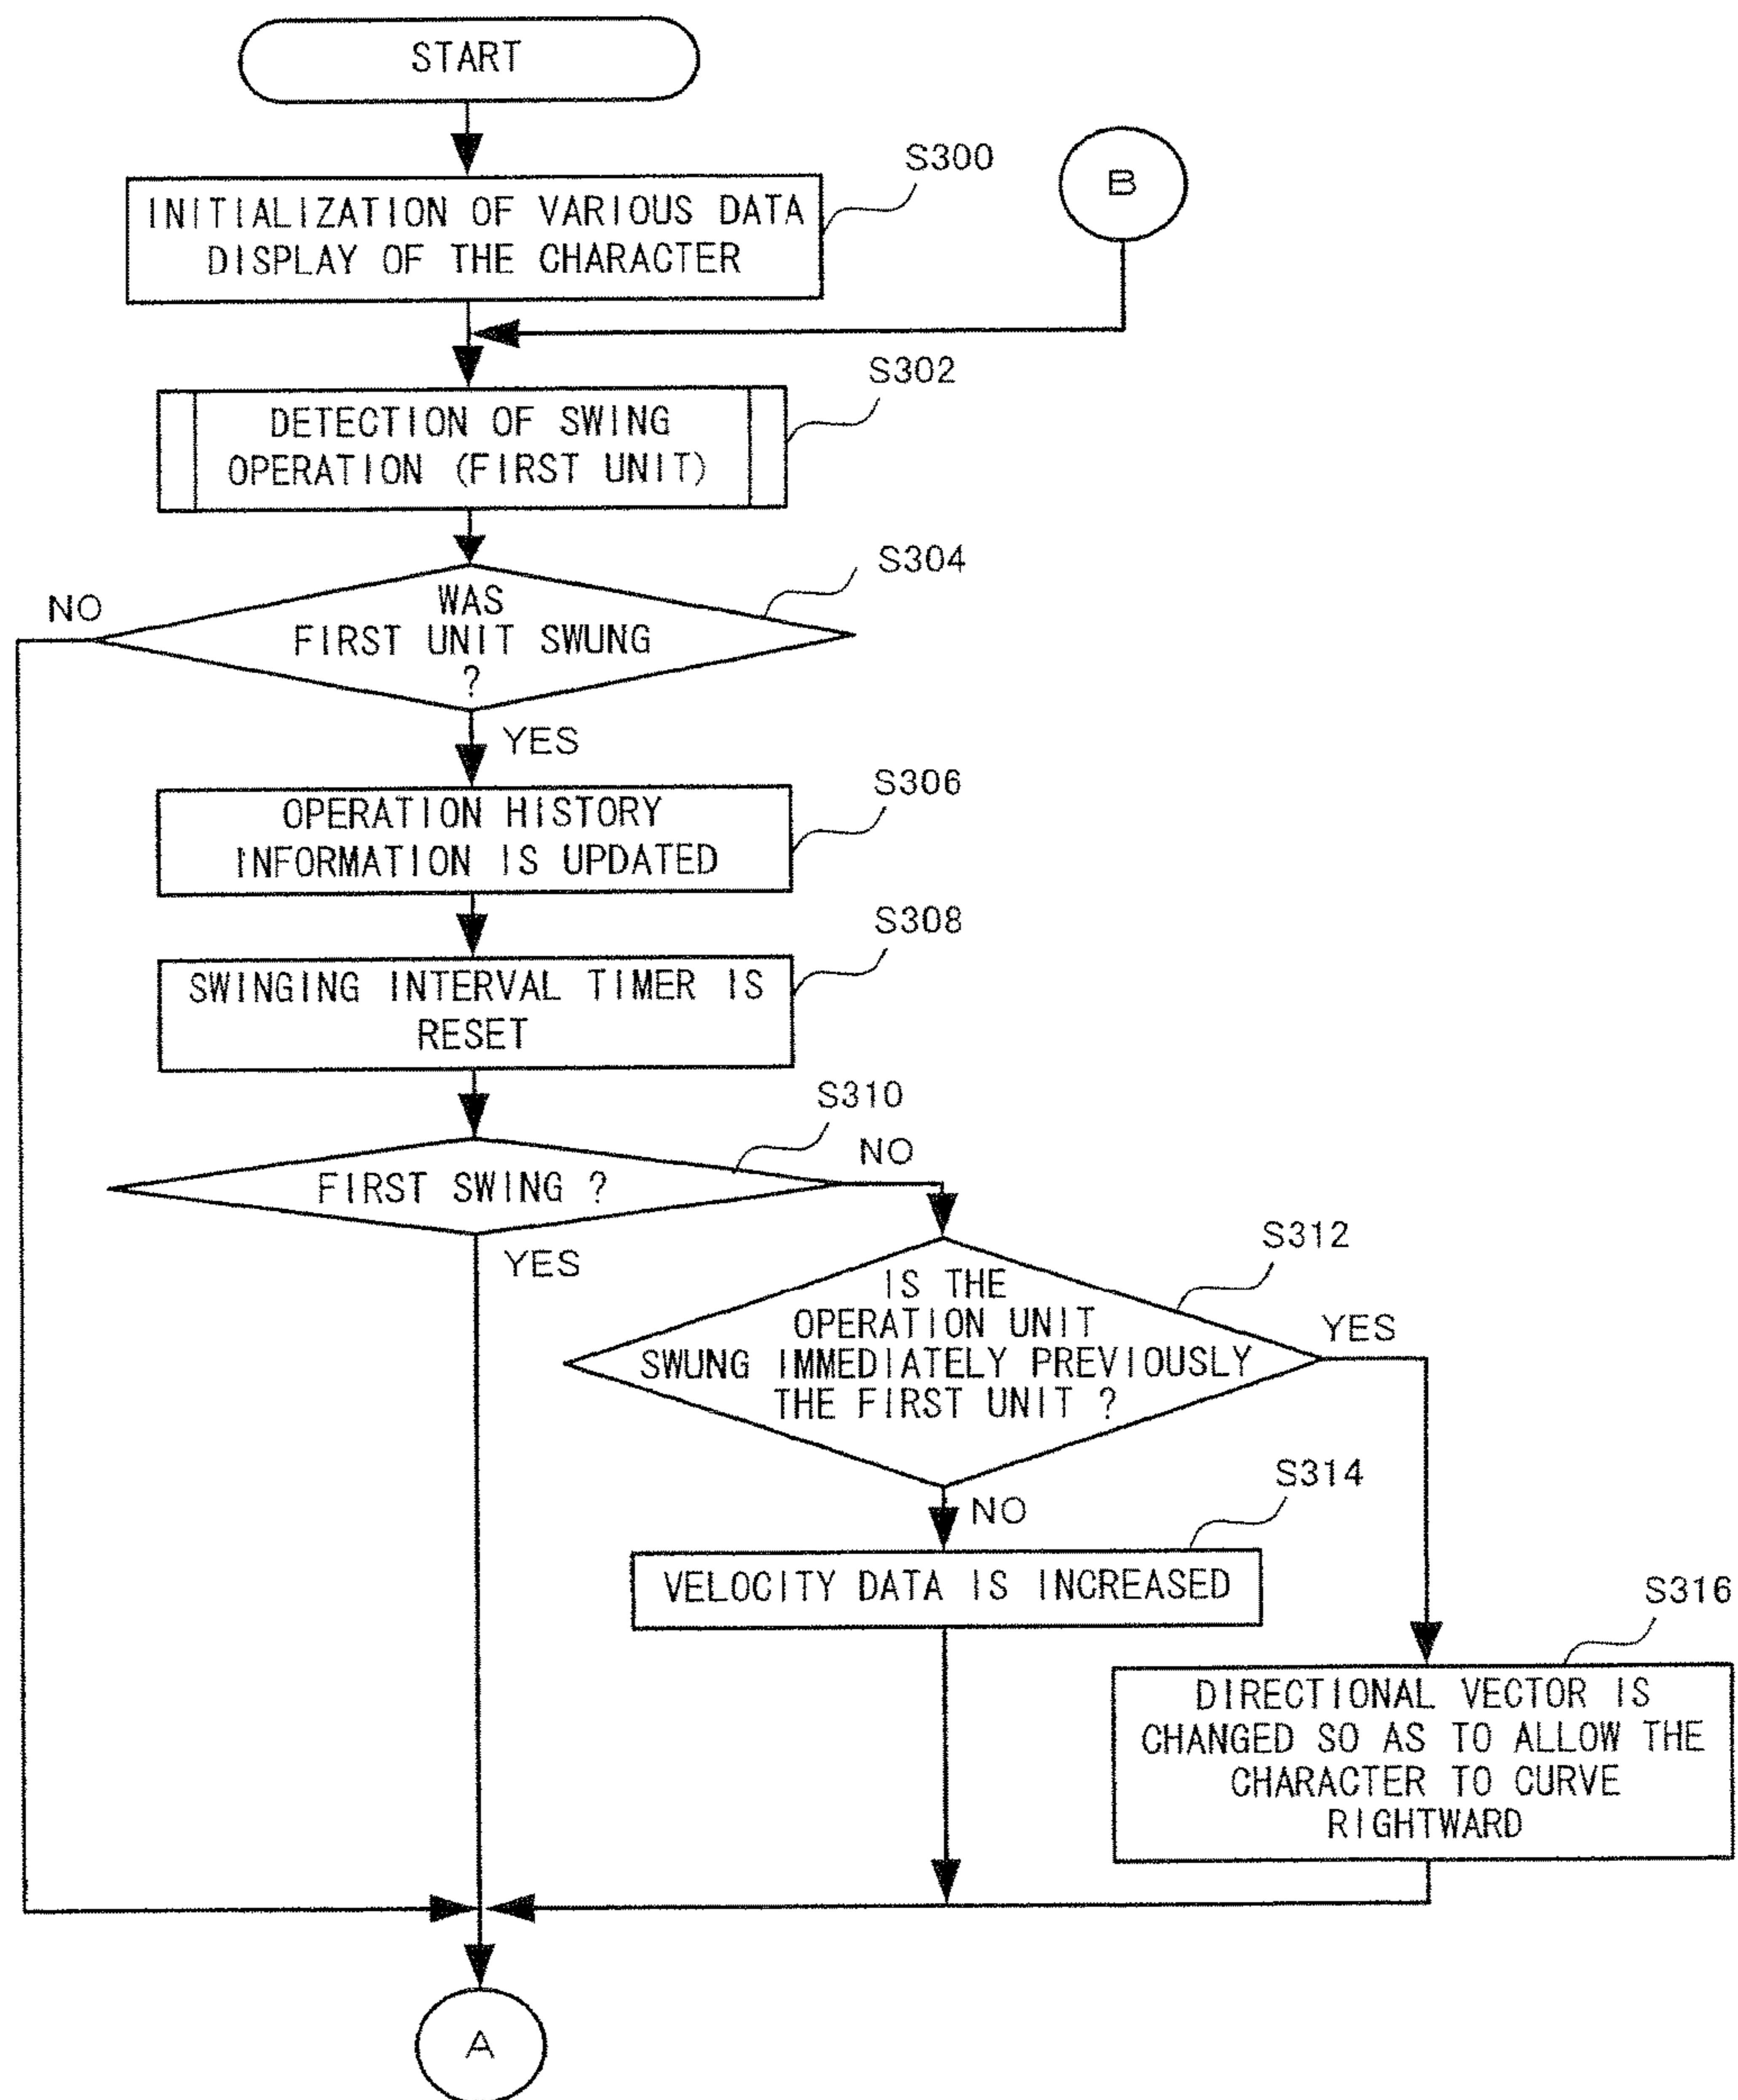 START
S300
B
INITIALIZATION OF VARIOUS DATA
DISPLAY OF THE CHARACTER
S302
DETECTION OF SWING
OPERATION (FIRST UNIT)
S304
NO
WAS
FIRST UNIT SWUNG
?
YES
S306
OPERATION HISTORY
INFORMATION IS UPDATED
S308
SWINGING INTERVAL TIMER IS
RESET
S310
NO
FIRST SWING ?
YES
S312
IS THE
OPERATION UNIT
SWUNG IMMEDIATELY PREVIOUSLY
THE FIRST UNIT ?
YES
S314
NO
VELOCITY DATA IS INCREASED
S316
DIRECTIONAL VECTOR IS
CHANGED SO AS TO ALLOW THE
CHARACTER TO CURVE
RIGHTWARD
A